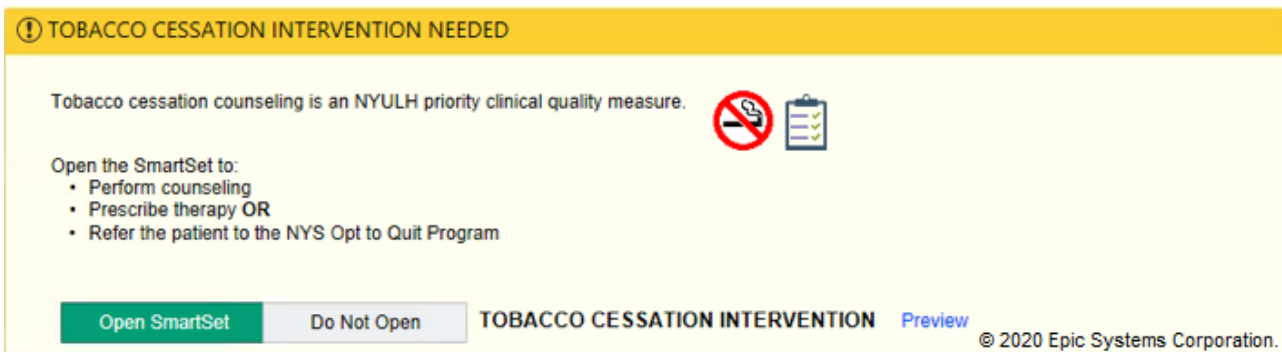 TOBACCO CESSATION INTERVENTION NEEDED
Tobacco cessation counseling is an NYULH priority clinical quality measure.
Open the SmartSet to:
• Perform counseling
• Prescribe therapy OR
• Refer the patient to the NYS Opt to Quit Program
Open SmartSet Do Not Open TOBACCO CESSATION INTERVENTION Preview
© 2020 Epic Systems Corporation.